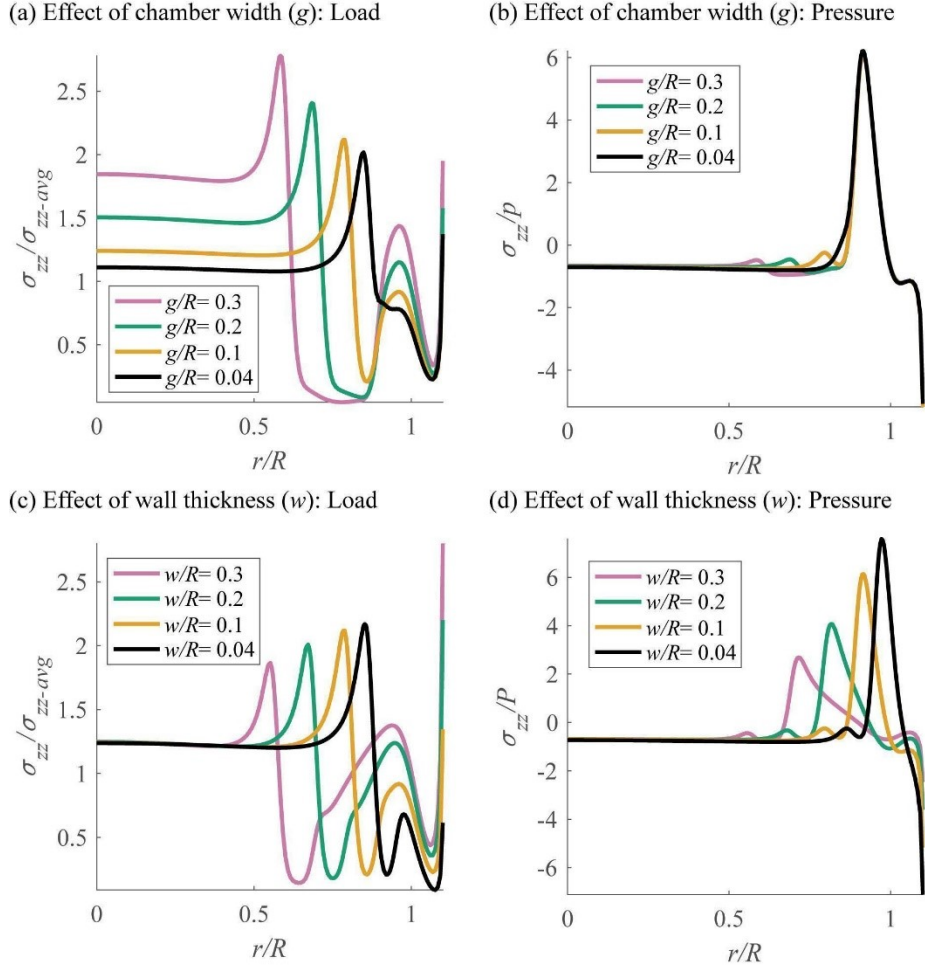 (a) Effect of chamber width (g): Load
2.5
2
1.5
1
0.5
σzz/σzz-avg
g/R= 0.3
g/R= 0.2
g/R= 0.1
g/R= 0.04
0
0.5
1
r/R
(b) Effect of chamber width (g): Pressure
6
4
2
0
-2
-4
σzz/p
g/R= 0.3
g/R= 0.2
g/R= 0.1
g/R= 0.04
0
0.5
1
r/R
(c) Effect of wall thickness (w): Load
2.5
2
1.5
1
0.5
σzz/σzz-avg
w/R= 0.3
w/R= 0.2
w/R= 0.1
w/R= 0.04
0
0.5
1
r/R
(d) Effect of wall thickness (w): Pressure
6
4
2
0
-2
-4
-6
σzz/P
w/R= 0.3
w/R= 0.2
w/R= 0.1
w/R= 0.04
0
0.5
1
r/R